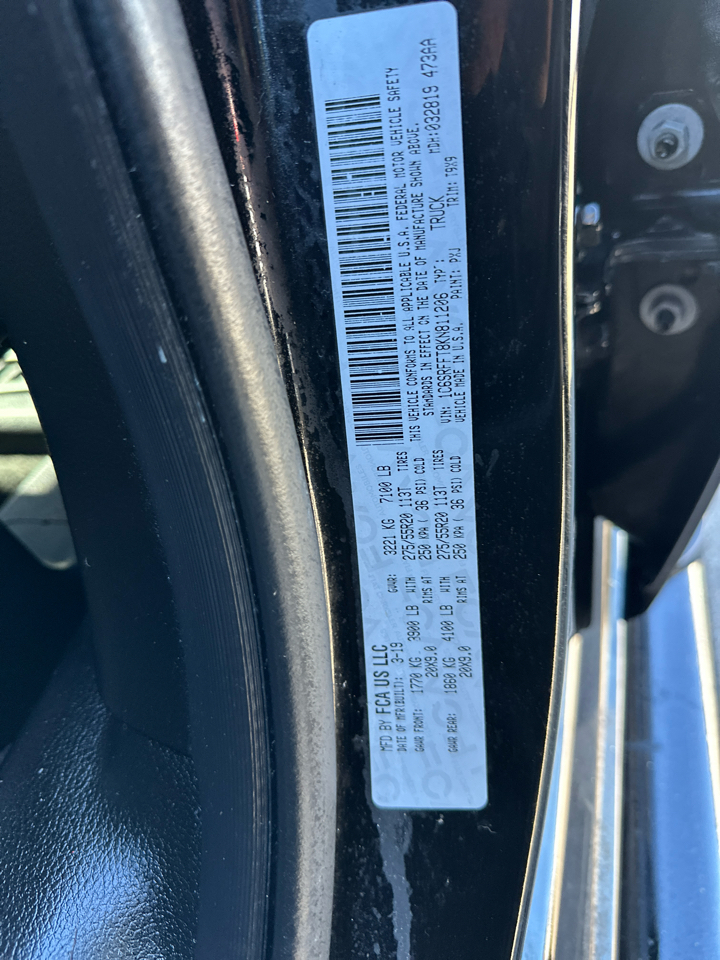 MFD BY FCA US LLC
DATE OF MFR(BUILT): 3-19
GVWR: 3221 KG 7100 LB
GAWR FRONT: 1770 KG 3900 LB WITH 275/55R20 113T TIRES
20X9.0 RIMS AT 250 KPA ( 36 PSI) COLD
GAWR REAR: 1860 KG 4100 LB WITH 275/55R20 113T TIRES
20X9.0 RIMS AT 250 KPA ( 36 PSI) COLD
THIS VEHICLE CONFORMS TO ALL APPLICABLE U.S.A. FEDERAL MOTOR VEHICLE SAFETY
STANDARDS IN EFFECT ON THE DATE OF MANUFACTURE SHOWN ABOVE.
VIN: 1C6SRFFT8KN811206 TYP': TRUCK MDH:032819 473AA
VEHICLE MADE IN U.S.A. PAINT: PXJ TRIM: T9X9